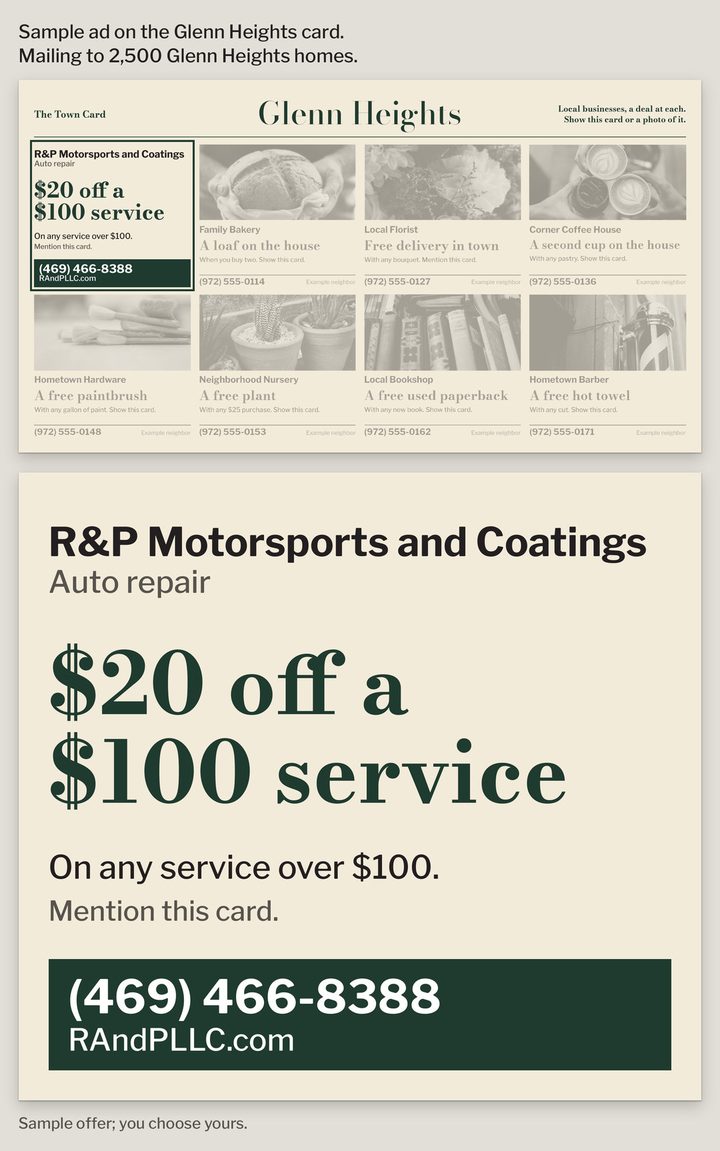 Sample ad on the Glenn Heights card.
Mailing to 2,500 Glenn Heights homes.
The Town Card
Glenn Heights
Local businesses, a deal at each.
Show this card or a photo of it.
R&P Motorsports and Coatings
Auto repair
$20 off a
$100 service
On any service over $100.
Mention this card.
(469) 466-8388
RAndPLLC.com
Family Bakery
A loaf on the house
When you buy two. Show this card.
(972) 555-0114
Example neighbor
Local Florist
Free delivery in town
With any bouquet. Mention this card.
(972) 555-0127
Example neighbor
Corner Coffee House
A second cup on the house
With any pastry. Show this card.
(972) 555-0136
Example neighbor
Hometown Hardware
A free paintbrush
With any gallon of paint. Show this card.
(972) 555-0148
Example neighbor
Neighborhood Nursery
A free plant
With any $25 purchase. Show this card.
(972) 555-0153
Example neighbor
Local Bookshop
A free used paperback
With any new book. Show this card.
(972) 555-0162
Example neighbor
Hometown Barber
A free hot towel
With any cut. Show this card.
(972) 555-0171
Example neighbor
R&P Motorsports and Coatings
Auto repair
$20 off a
$100 service
On any service over $100.
Mention this card.
(469) 466-8388
RAndPLLC.com
Sample offer; you choose yours.